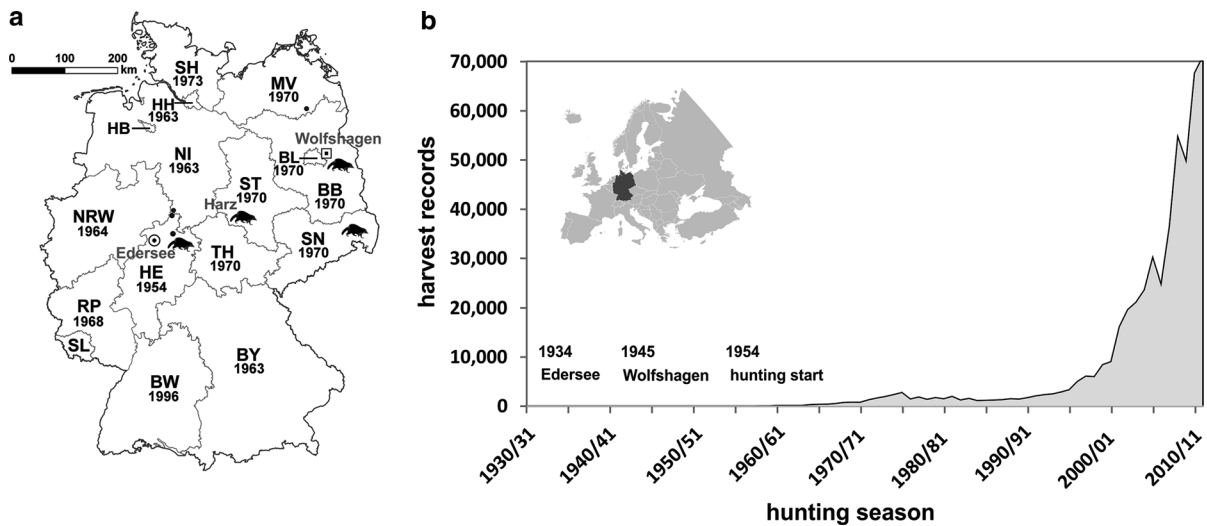 a
0 100 200
km
SH
1973
MV
1970
HH
1963
HB
Wolfshagen
NI
1963
BL
1970
ST
1970
BB
1970
NRW
1964
Harz
SN
1970
Edersee
TH
1970
HE
1954
RP
1968
SL
BY
1963
BW
1996
b
harvest records
70,000
60,000
50,000
40,000
30,000
20,000
10,000
0
1934 1945 1954
Edersee Wolfshagen hunting start
1930/31 1940/41 1950/51 1960/61 1970/71 1980/81 1990/91 2000/01 2010/11
hunting season